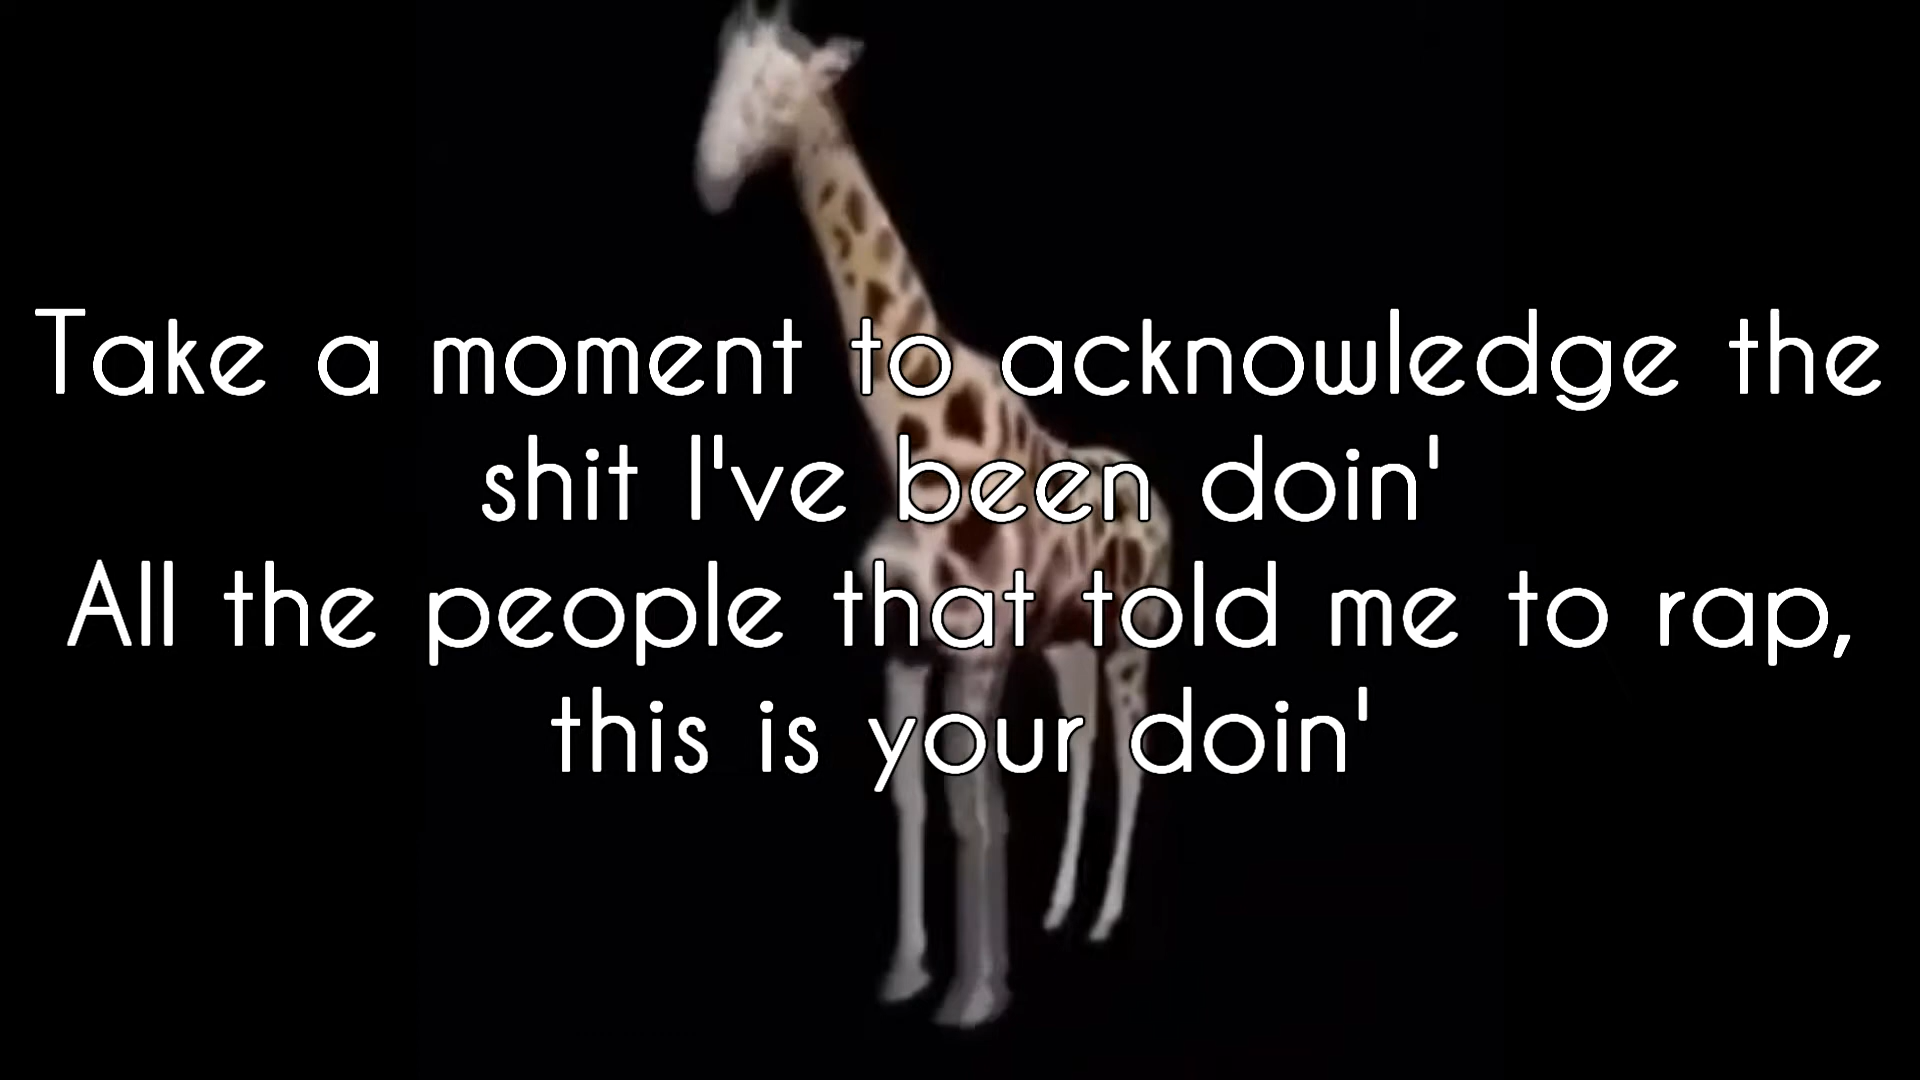 Take a moment to acknowledge the
shit I've been doin'
All the people that told me to rap,
this is your doin'